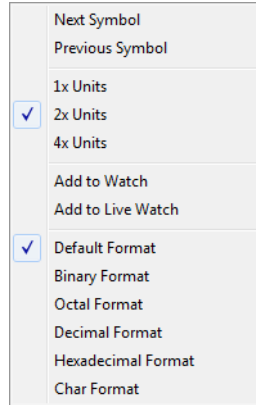 Next Symbol
Previous Symbol
1x Units
2x Units
4x Units
Add to Watch
Add to Live Watch
Default Format
Binary Format
Octal Format
Decimal Format
Hexadecimal Format
Char Format